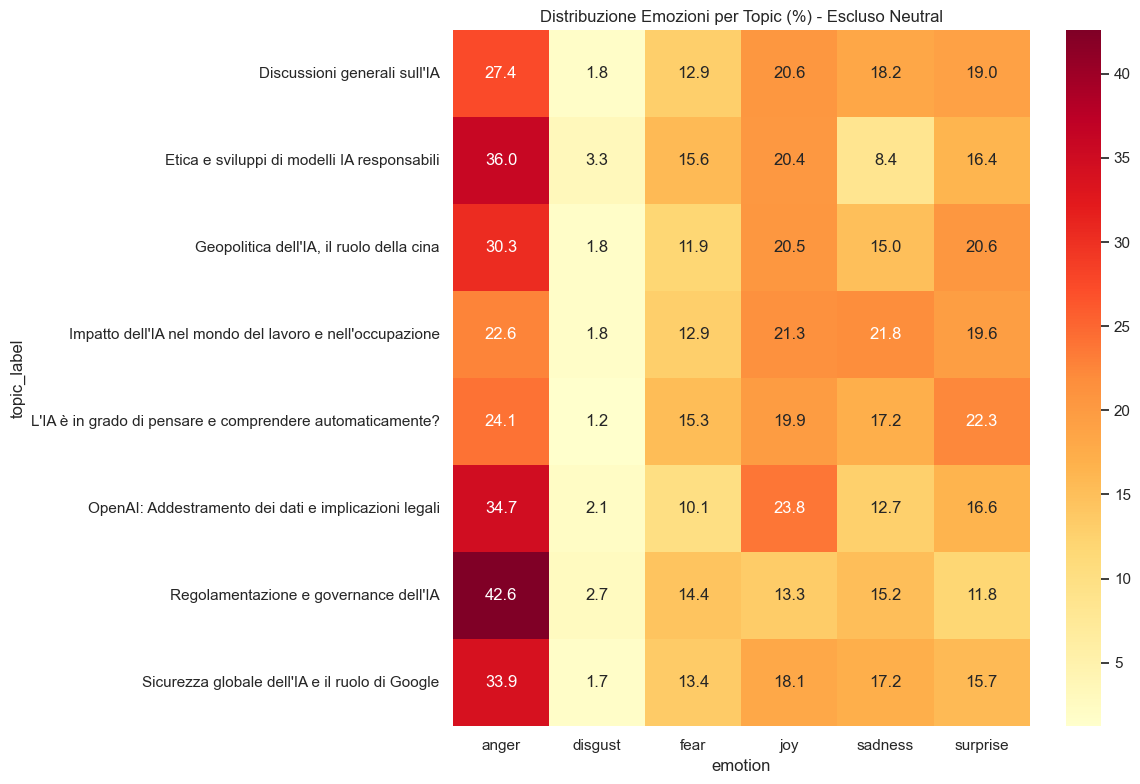 Distribuzione Emozioni per Topic (%) - Escluso Neutral
topic_label
Discussioni generali sull'IA 27.4 1.8 12.9 20.6 18.2 19.0
Etica e sviluppi di modelli IA responsabili 36.0 3.3 15.6 20.4 8.4 16.4
Geopolitica dell'IA, il ruolo della cina 30.3 1.8 11.9 20.5 15.0 20.6
Impatto dell'IA nel mondo del lavoro e nell'occupazione 22.6 1.8 12.9 21.3 21.8 19.6
L'IA è in grado di pensare e comprendere automaticamente? 24.1 1.2 15.3 19.9 17.2 22.3
OpenAI: Addestramento dei dati e implicazioni legali 34.7 2.1 10.1 23.8 12.7 16.6
Regolamentazione e governance dell'IA 42.6 2.7 14.4 13.3 15.2 11.8
Sicurezza globale dell'IA e il ruolo di Google 33.9 1.7 13.4 18.1 17.2 15.7
anger disgust fear joy sadness surprise
emotion
40
35
30
25
20
15
10
5